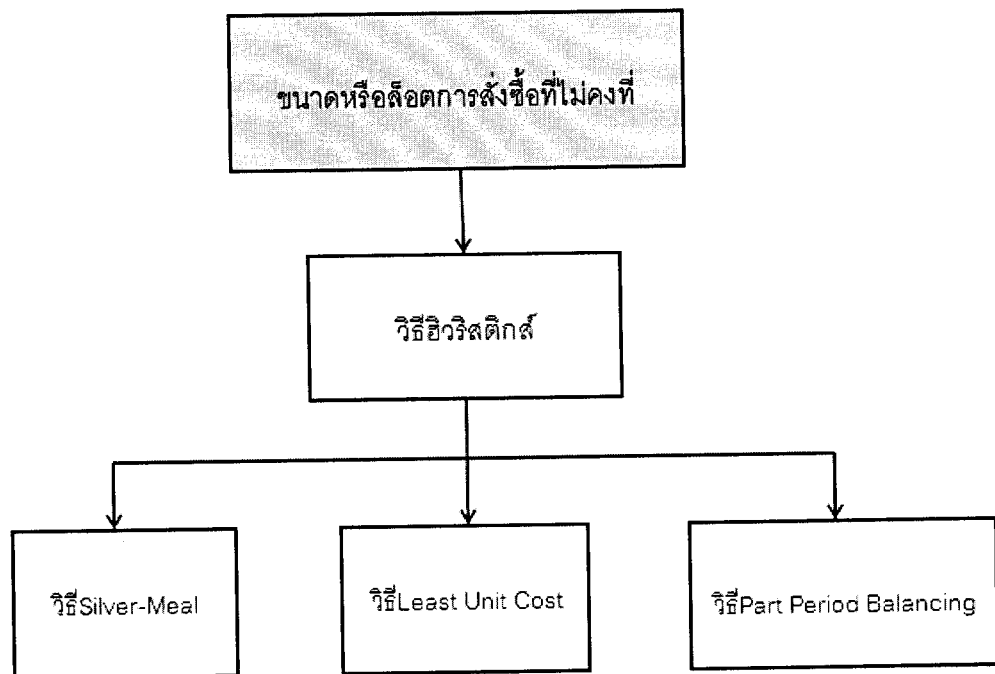 ขนาดหรือล็อตการสั่งซื้อที่ไม่คงที่
วิธีฮิวริสติกส์
วิธีSilver-Meal
วิธีLeast Unit Cost
วิธีPart Period Balancing